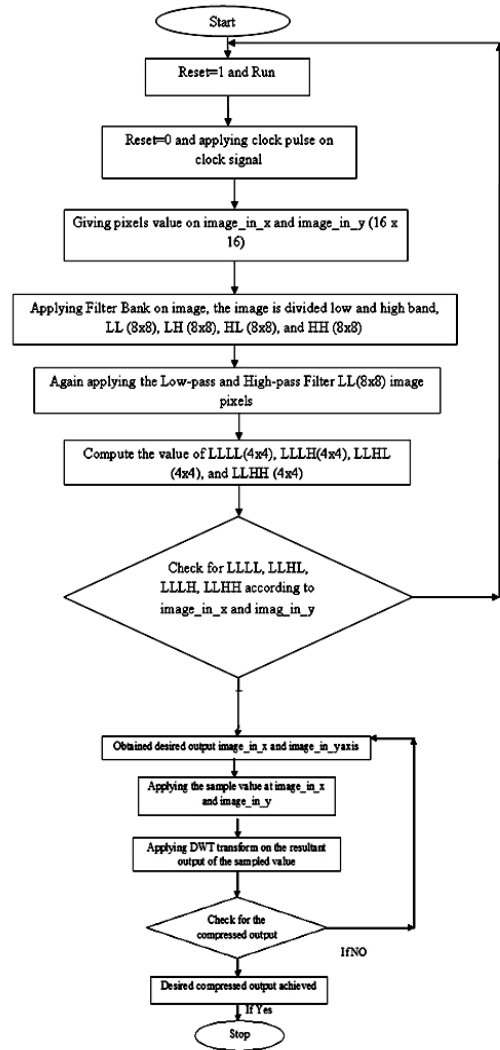 Start
Reset=1 and Run
Reset=0 and applying clock pulse on
clock signal
Giving pixels value on image_in_x and image_in_y (16 x
16)
Applying Filter Bank on image, the image is divided low and high band,
LL (8x8), LH (8x8), HL (8x8), and HH (8x8)
Again applying the Low-pass and High-pass Filter LL(8x8) image
pixels
Compute the value of LLLL(4x4), LLLH(4x4), LLHL
(4x4), and LLHH (4x4)
Check for LLLL, LLHL,
LLLH, LLHH according to
image_in_x and imag_in_y
Obtained desired output image_in_x and image_in_yaxis
Applying the sample value at image_in_x
and image_in_y
Applying DWT transform on the resultant
output of the sampled value
Check for the
compressed output
If NO
Desired compressed output achieved
If Yes
Stop